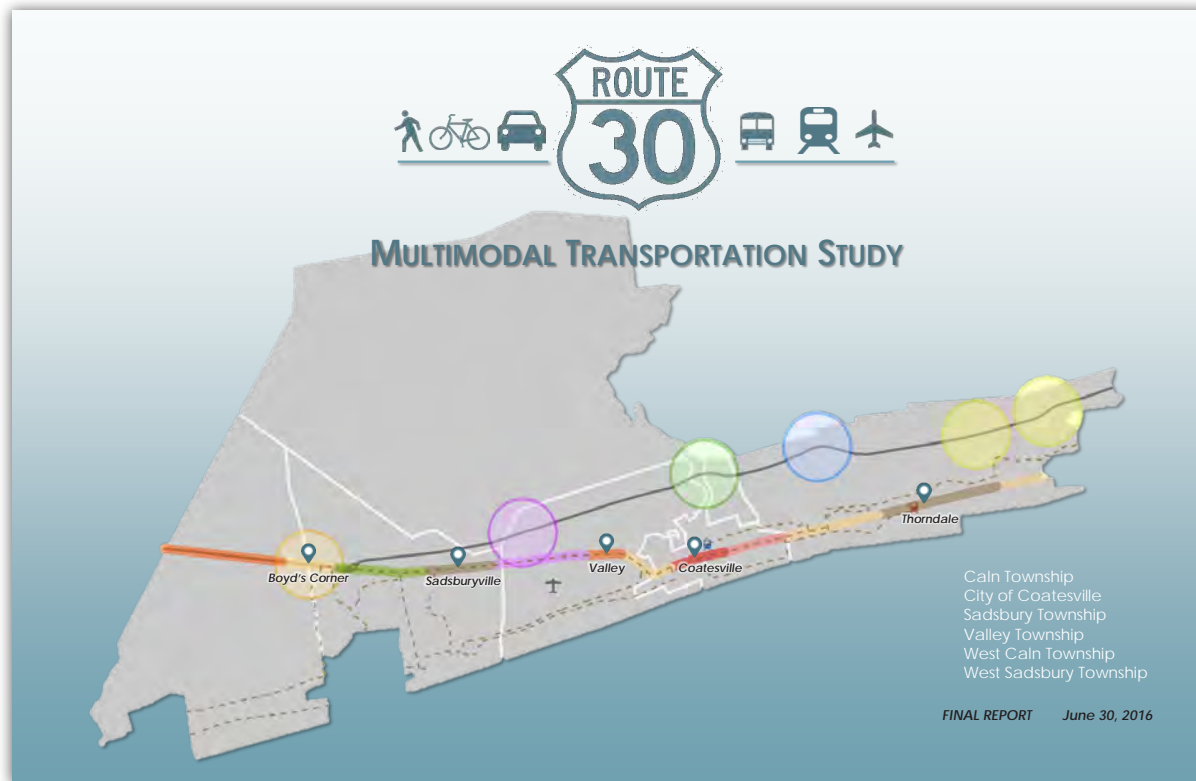 ROUTE
30
MULTIMODAL TRANSPORTATION STUDY
Thorndale
Boyd's Corner
Sadsburyville
Valley
Coatesville
Caln Township
City of Coatesville
Sadsbury Township
Valley Township
West Caln Township
West Sadsbury Township
FINAL REPORT June 30, 2016